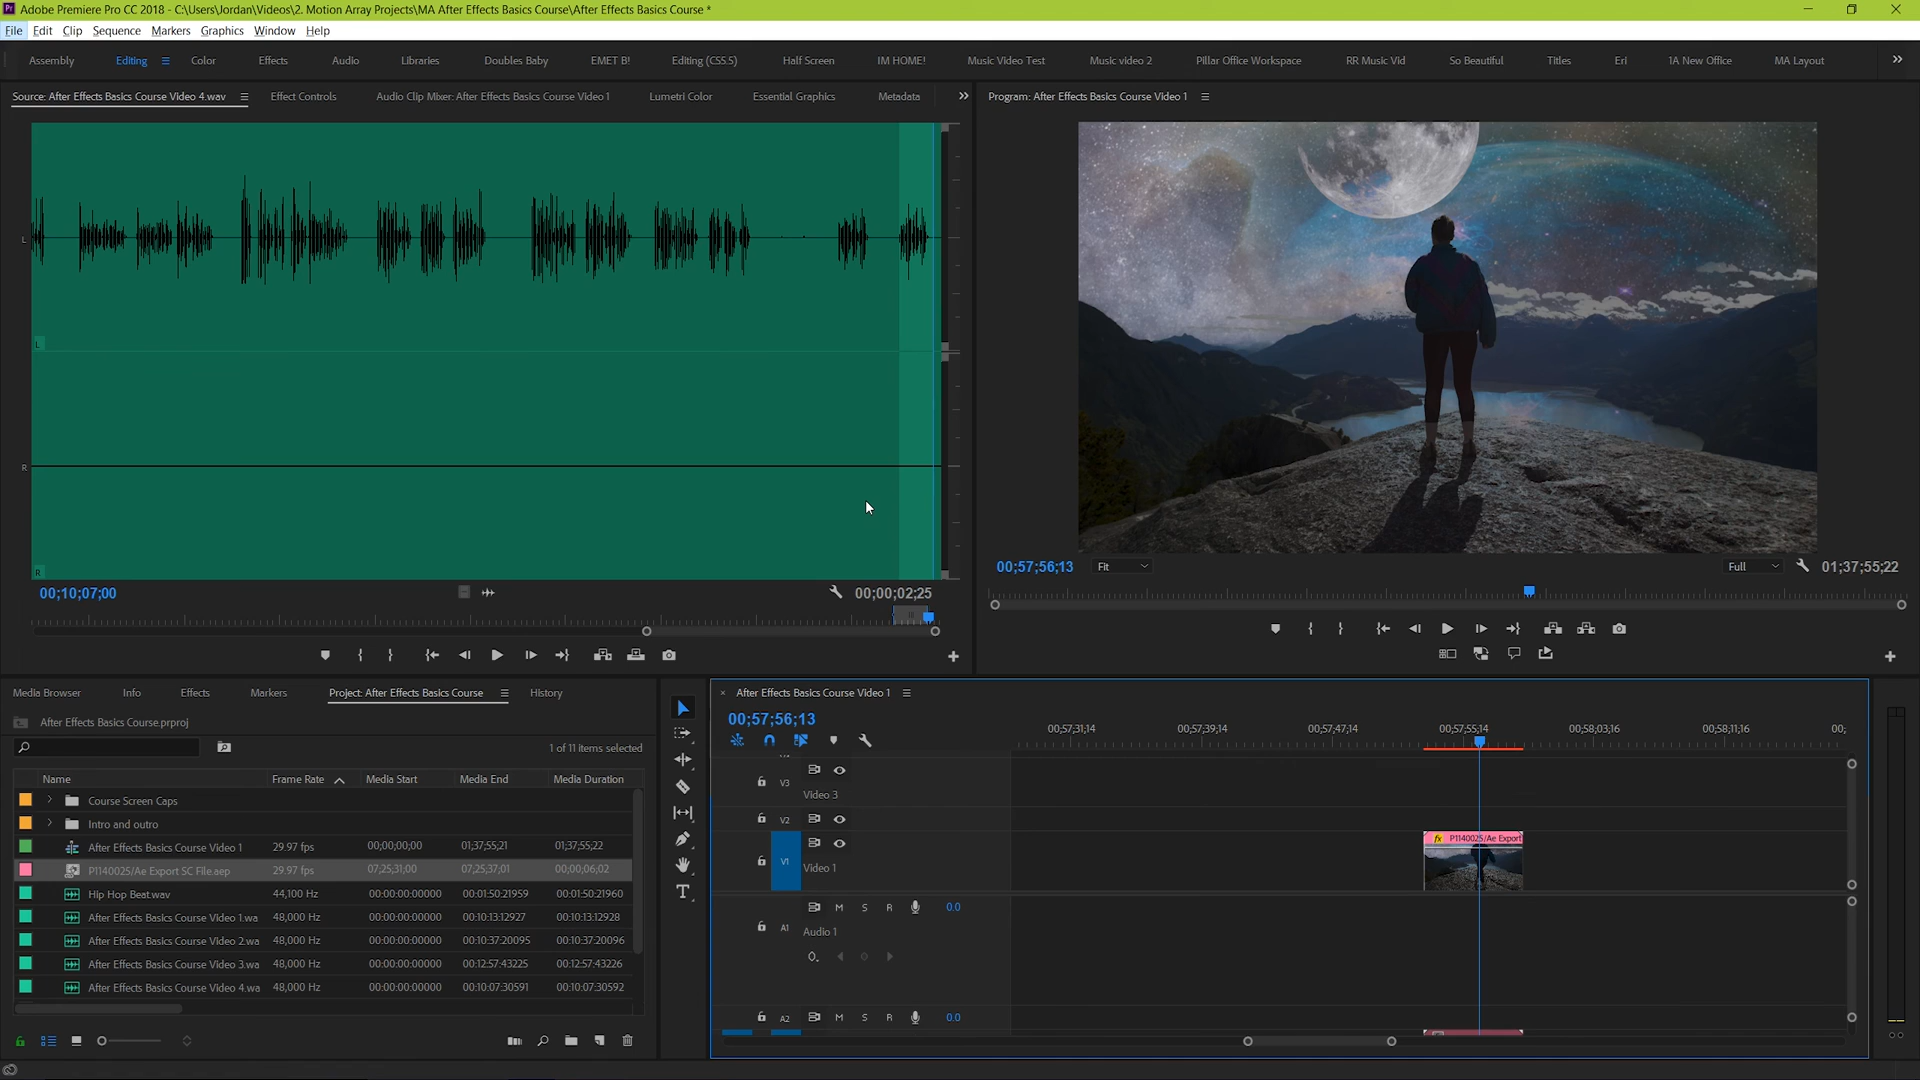 Adobe Premiere Pro CC 2018 - C:\Users\Jordan\Videos\2. Motion Array Projects\MA After Effects Basics Course\After Effects Basics Course *
File Edit Clip Sequence Markers Graphics Window Help
Assembly Editing Color Effects Audio Libraries Doubles Baby EMET B! Editing (CS5.5) Half Screen IM HOME! Music Video Test Music video 2 Pillar Office Workspace RR Music Vid So Beautiful Titles Erl 1A New Office MA Layout
Source: After Effects Basics Course Video 4.wav Effect Controls Audio Clip Mixer: After Effects Basics Course Video 1 Lumetri Color Essential Graphics Metadata
Program: After Effects Basics Course Video 1
L
L
R
R
00;10;07;00 00;00;02;25
00;57;56;13 Fit Full 01;37;55;22
Media Browser Info Effects Markers Project: After Effects Basics Course History
After Effects Basics Course.prproj
1 of 11 items selected
Name Frame Rate Media Start Media End Media Duration
Course Screen Caps
Intro and outro
After Effects Basics Course Video 1 29.97 fps 00;00;00;00 01;37;55;21 01;37;55;22
P1140025/Ae Export SC File.aep 29.97 fps 07;25;31;00 07;25;37;01 00;00;06;02
Hip Hop Beat.wav 44,100 Hz 00:00:00:00000 00:01:50:21959 00:01:50:21960
After Effects Basics Course Video 1.wa 48,000 Hz 00:00:00:00000 00:10:13:12927 00:10:13:12928
After Effects Basics Course Video 2.wa 48,000 Hz 00:00:00:00000 00:10:37:20095 00:10:37:20096
After Effects Basics Course Video 3.wa 48,000 Hz 00:00:00:00000 00:12:57:43225 00:12:57:43226
After Effects Basics Course Video 4.wa 48,000 Hz 00:00:00:00000 00:10:07:30591 00:10:07:30592
After Effects Basics Course Video 1
00;57;56;13
00;57;31;14 00;57;39;14 00;57;47;14 00;57;55;14 00;58;03;16 00;58;11;16 00;
V3
Video 3
V2
V1 V1
Video 1
fx P1140025/Ae Export
A1 M S R 0.0
Audio 1
A2 M S R 0.0